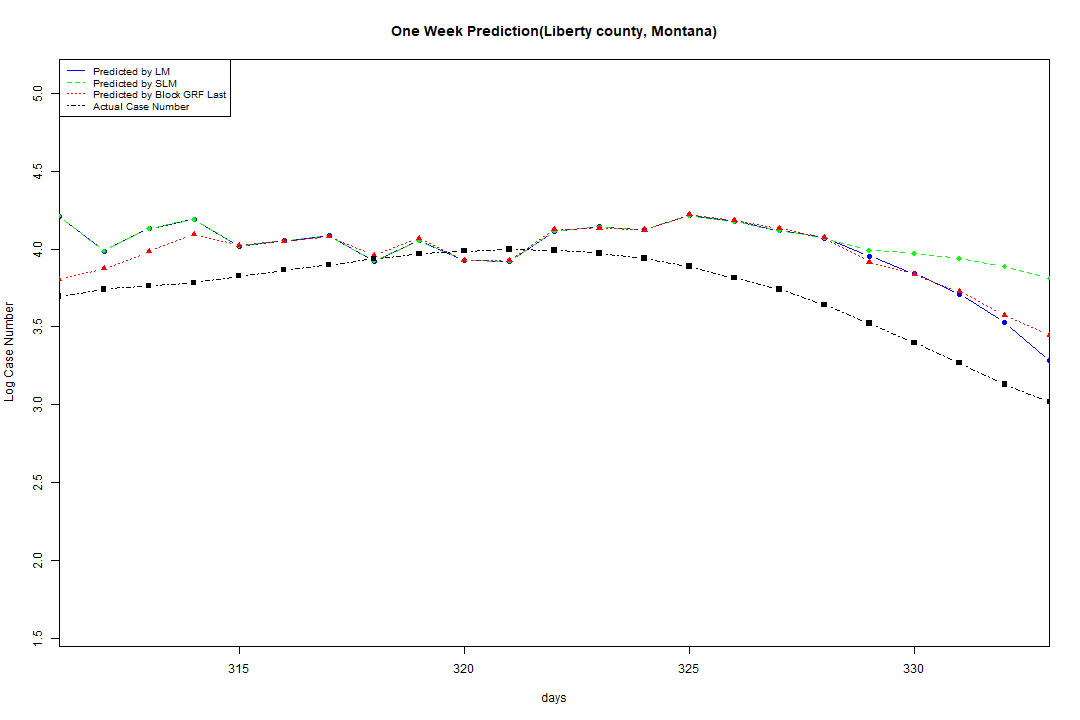 One Week Prediction(Liberty county, Montana)
Predicted by LM
Predicted by SLM
Predicted by Block GRF Last
Actual Case Number
5.0
4.5
4.0
3.5
3.0
2.5
2.0
1.5
Log Case Number
315 320 325 330
days